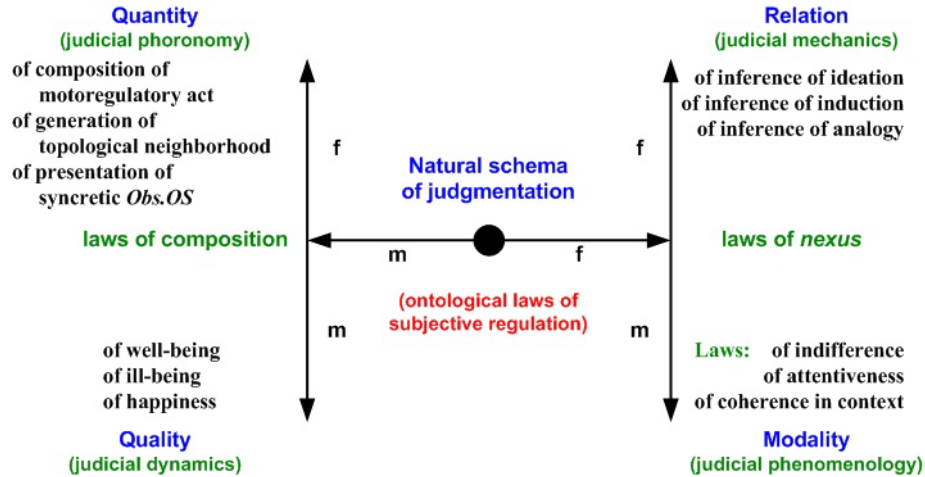 Quantity
(judicial phoronomy)
of composition of
motoregulatory act
of generation of
topological neighborhood
of presentation of
syncretic Obs.OS
f
laws of composition
m
m
of well-being
of ill-being
of happiness
Quality
(judicial dynamics)
Natural schema
of judgmentation
f
(ontological laws of
subjective regulation)
Relation
(judicial mechanics)
of inference of ideation
of inference of induction
of inference of analogy
f
laws of nexus
m
Laws: of indifference
of attentiveness
of coherence in context
Modality
(judicial phenomenology)